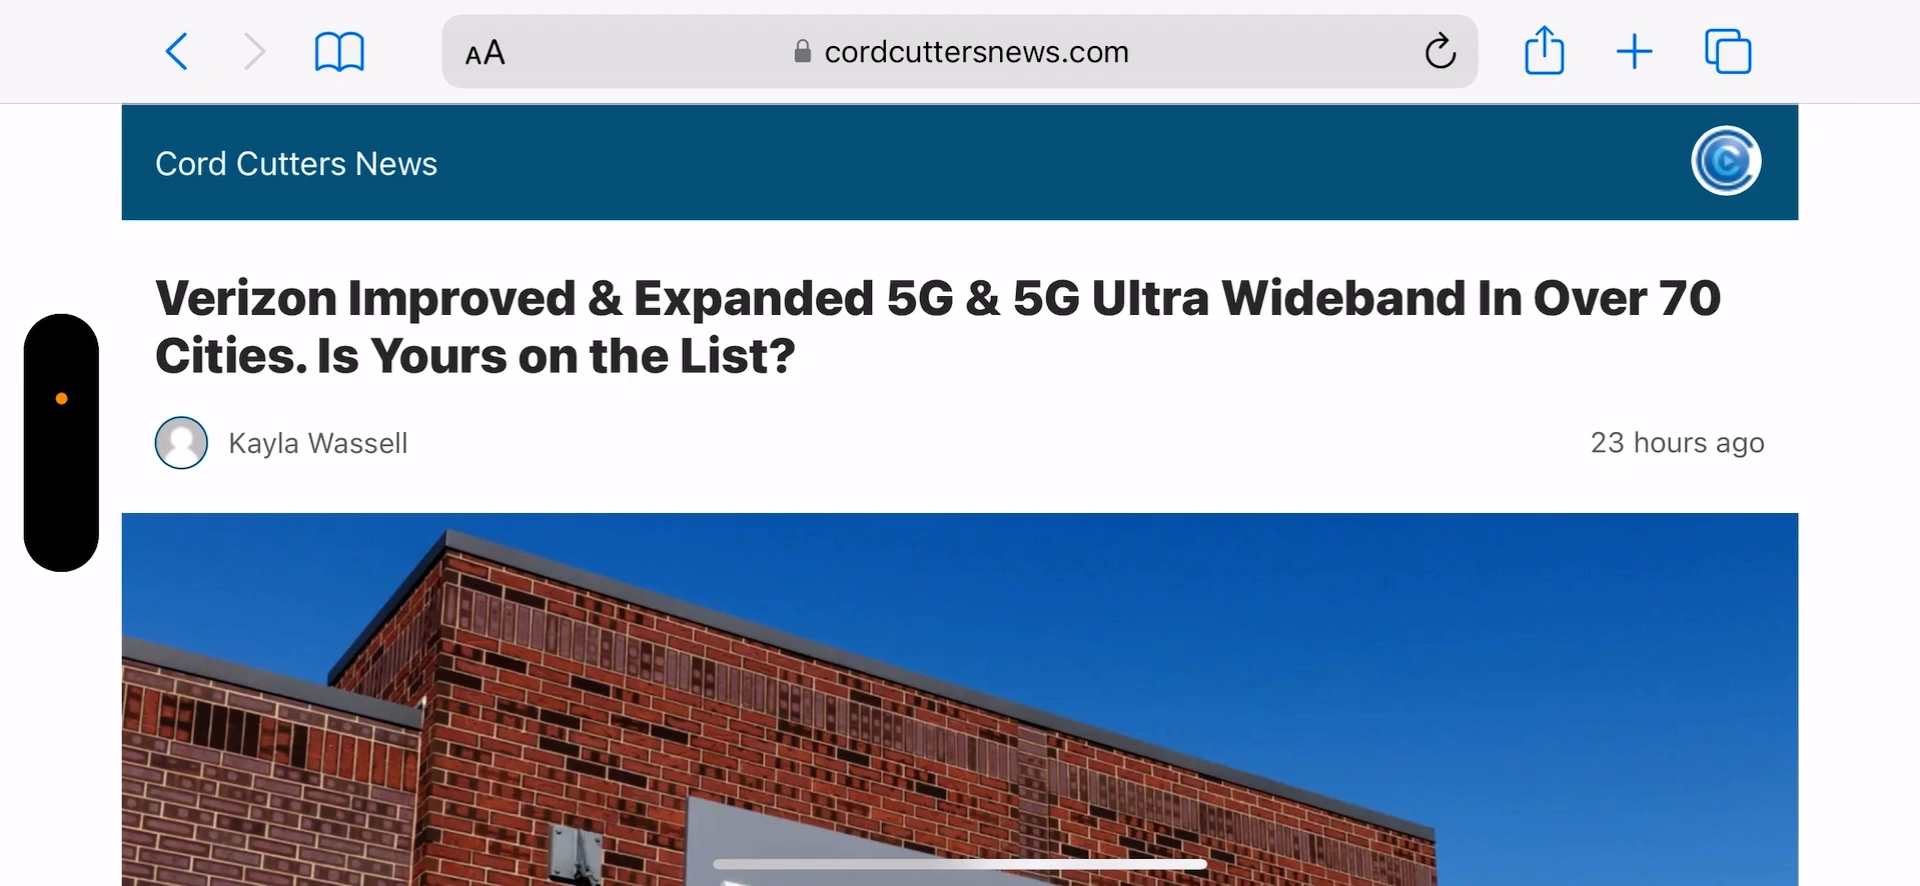 AA
cordcuttersnews.com
Cord Cutters News
Verizon Improved & Expanded 5G & 5G Ultra Wideband In Over 70
Cities. Is Yours on the List?
Kayla Wassell
23 hours ago